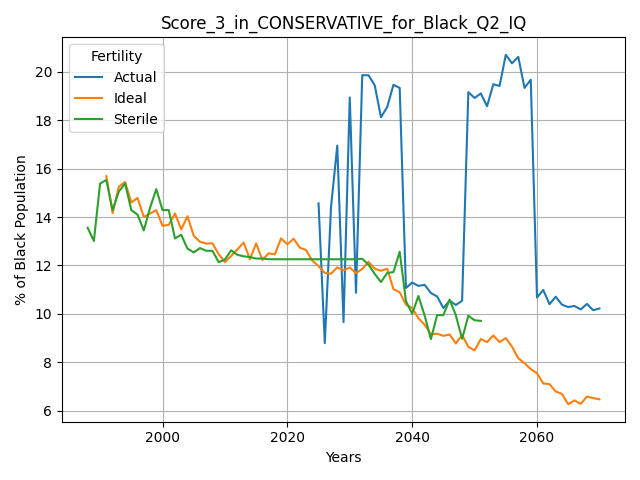 Score_3_in_CONSERVATIVE_for_Black_Q2_IQ
Fertility
Actual
Ideal
Sterile
% of Black Population
20
18
16
14
12
10
8
6
2000
2020
2040
2060
Years